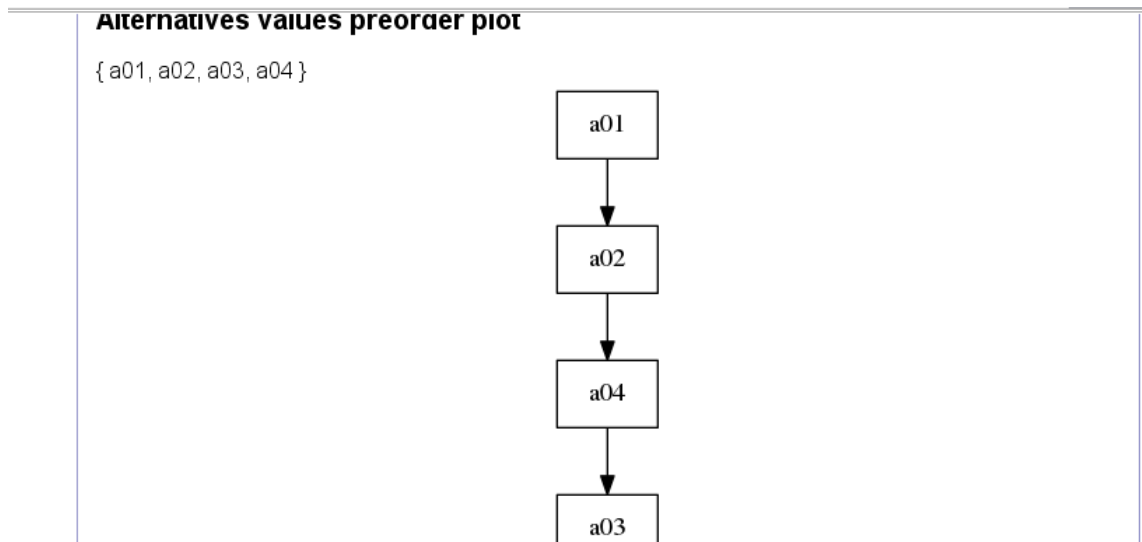 Alternatives values preorder plot
{ a01, a02, a03, a04 }
a01
a02
a04
a03